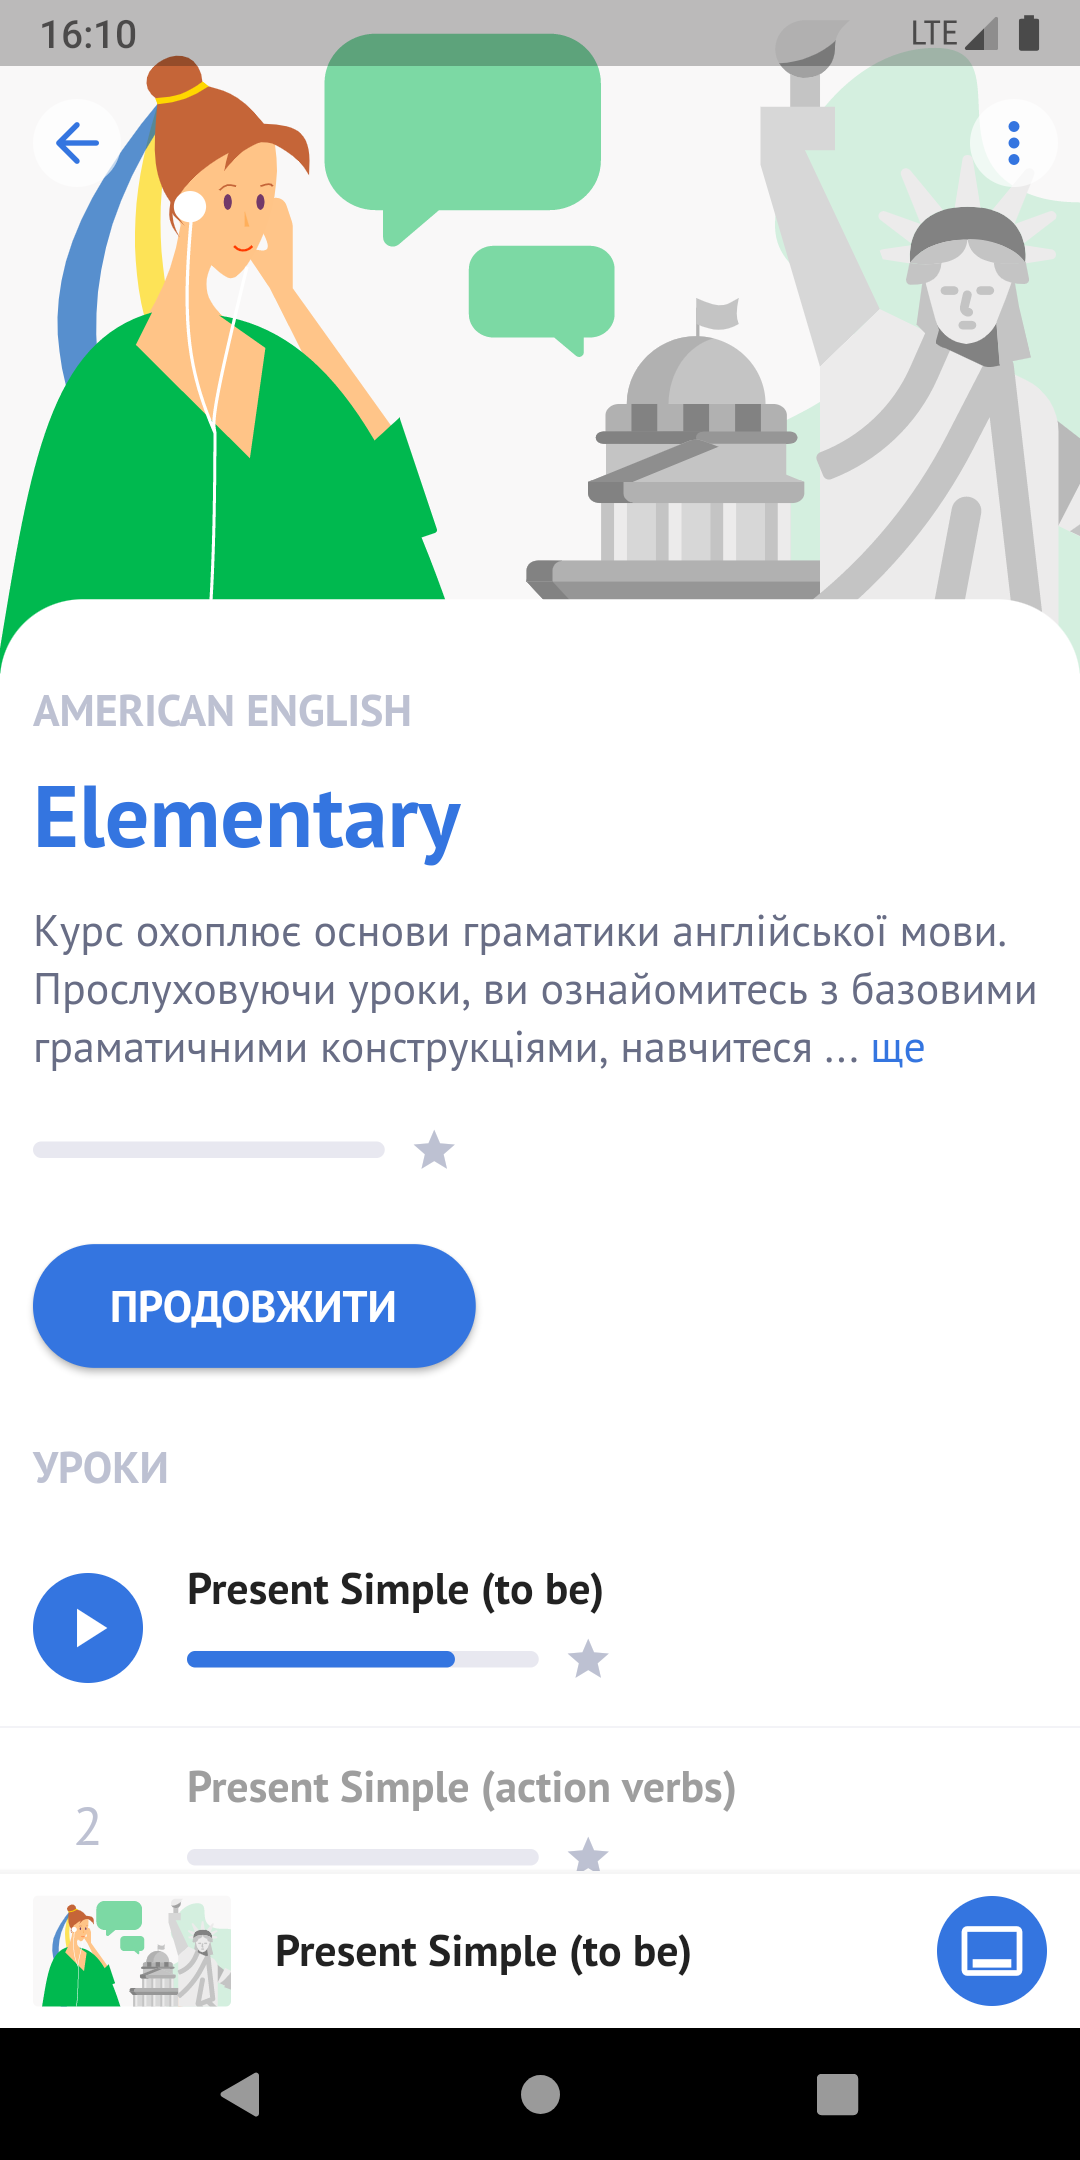 16:10
LTE
AMERICAN ENGLISH
Elementary
Курс охоплює основи граматики англійської мови.
Прослуховуючи уроки, ви ознайомитесь з базовими
граматичними конструкціями, навчитеся ... ще
ПРОДОВЖИТИ
УРОКИ
Present Simple (to be)
Present Simple (action verbs)
2
Present Simple (to be)